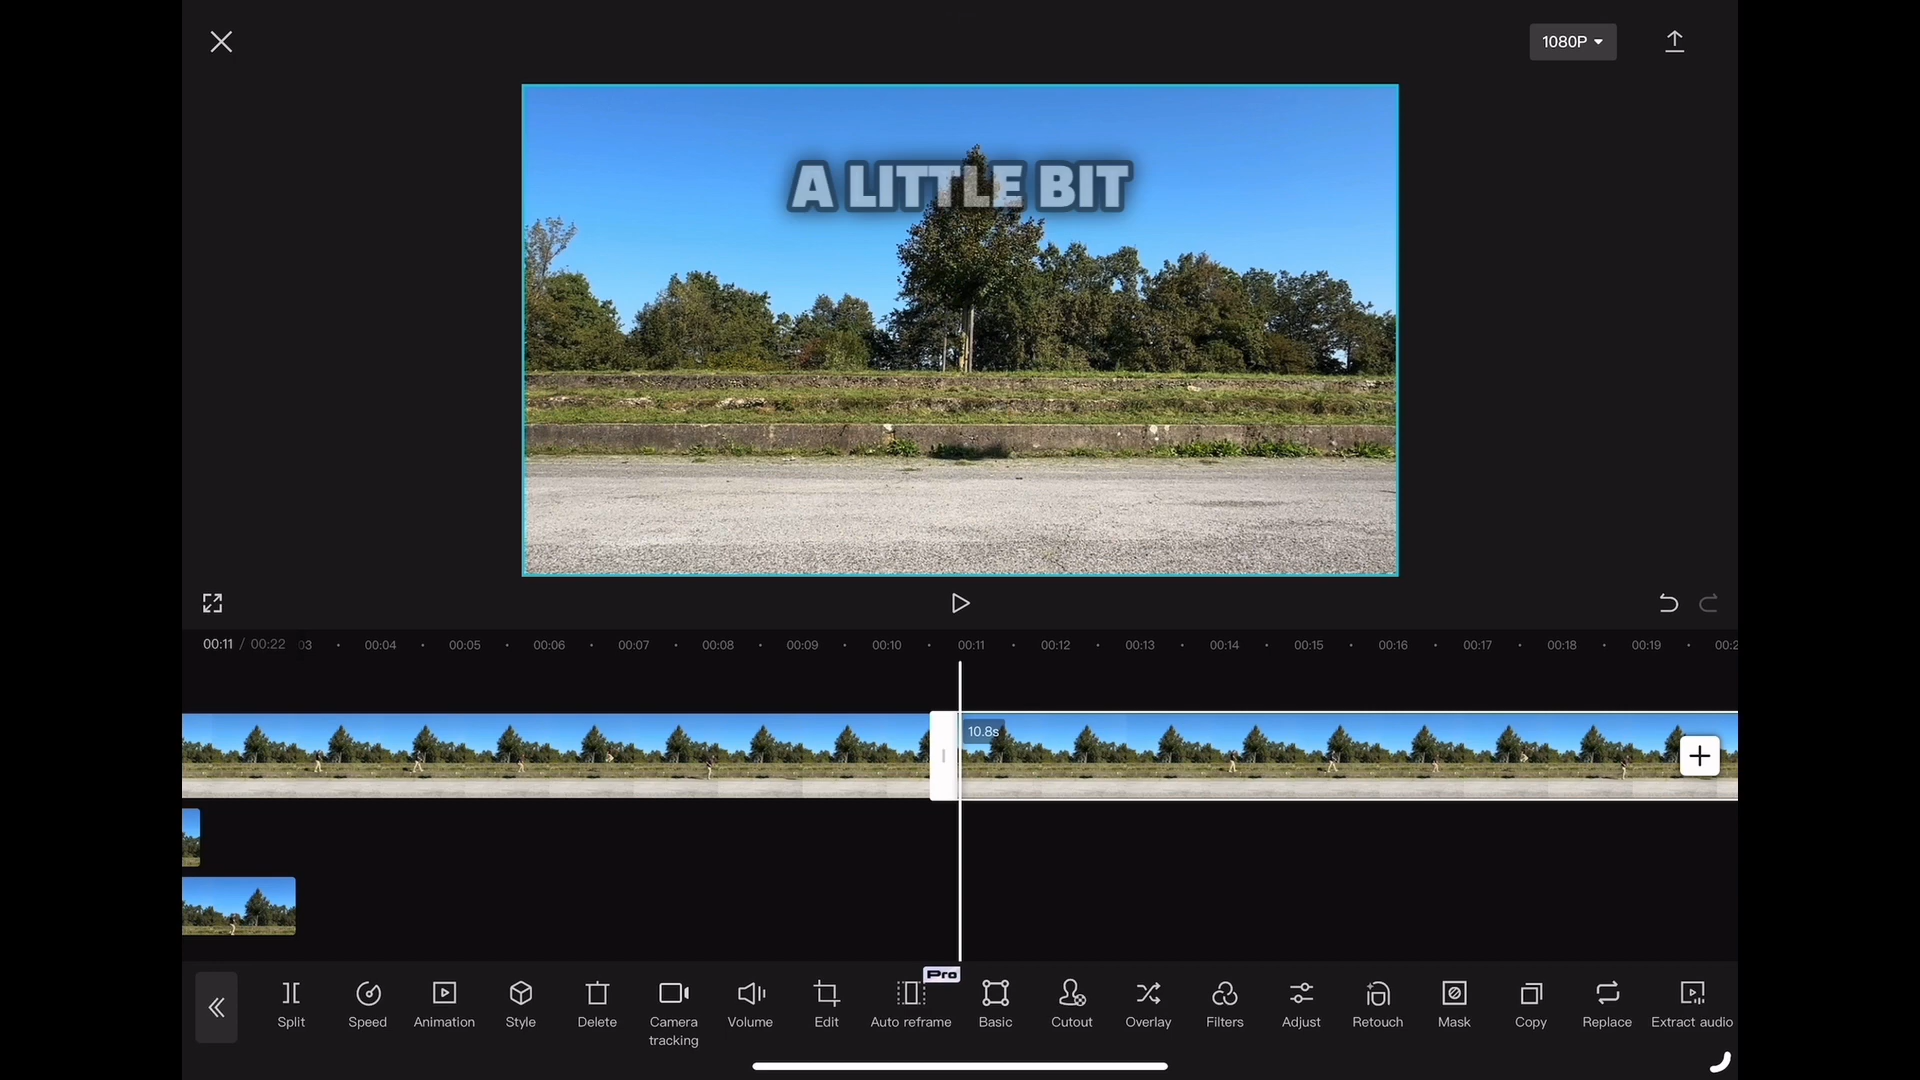 1080P
A LITTLE BIT
00:11 / 00:22 03 00:04 00:05 00:06 00:07 00:08 00:09 00:10 00:11 00:12 00:13 00:14 00:15 00:16 00:17 00:18 00:19 00:2
10.8s
Pro
Split Speed Animation Style Delete Camera tracking Volume Edit Auto reframe Basic Cutout Overlay Filters Adjust Retouch Mask Copy Replace Extract audio